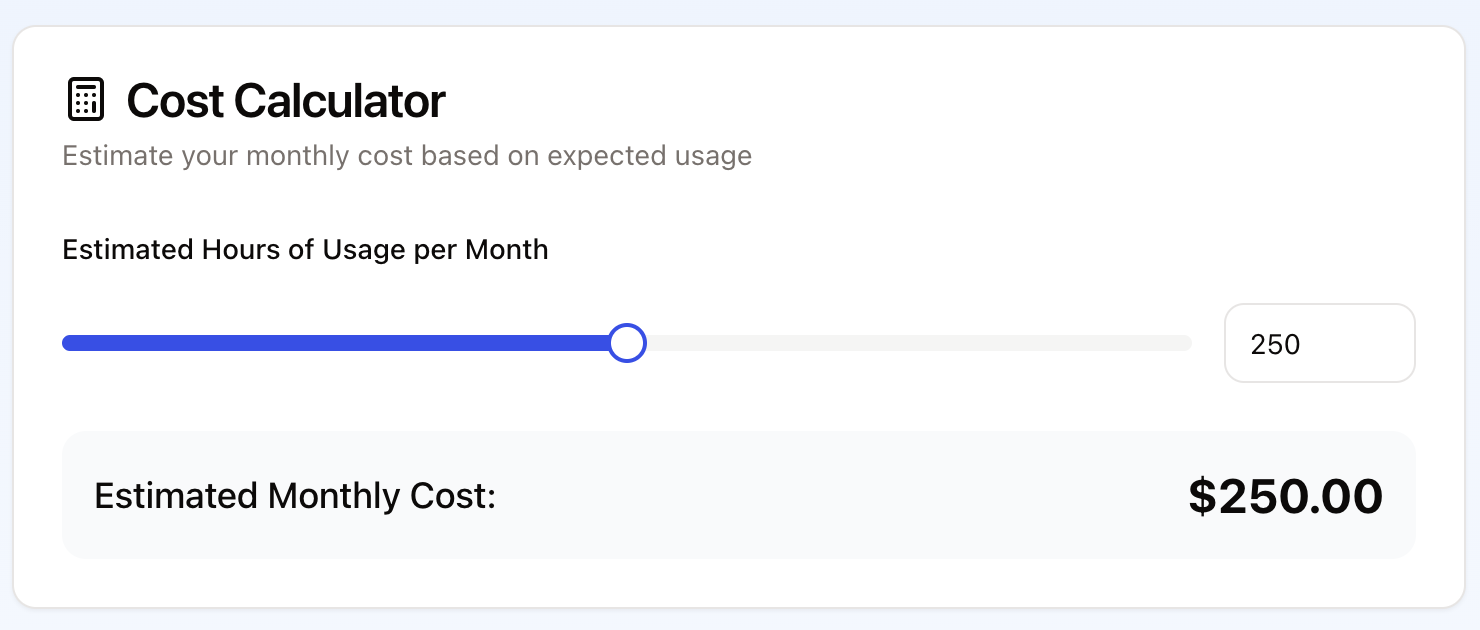 Cost Calculator
Estimate your monthly cost based on expected usage
Estimated Hours of Usage per Month
250
Estimated Monthly Cost:
$250.00